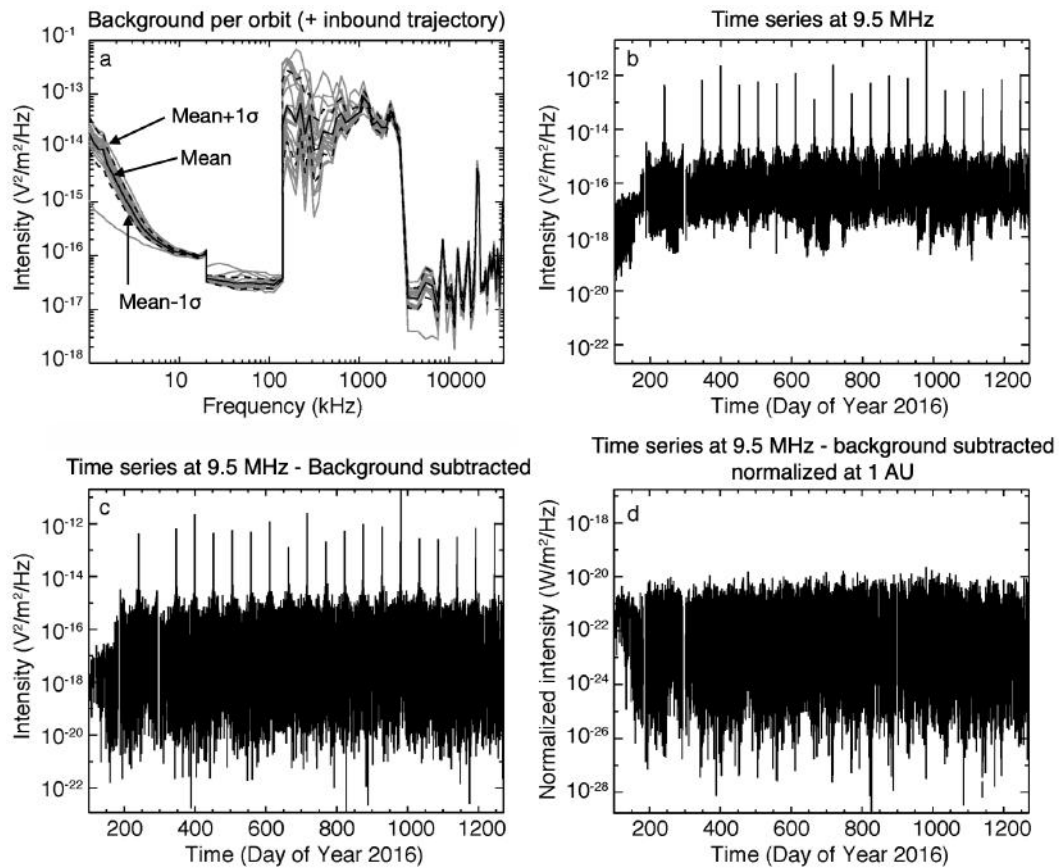 Background per orbit (+ inbound trajectory)
a
Mean+1σ
Mean
Mean-1σ
10⁻¹
10⁻¹³
10⁻¹⁴
10⁻¹⁵
10⁻¹⁶
10⁻¹⁷
10⁻¹⁸
Intensity (V²/m²/Hz)
10 100 1000 10000
Frequency (kHz)
Time series at 9.5 MHz
b
10⁻¹²
10⁻¹⁴
10⁻¹⁶
10⁻¹⁸
10⁻²⁰
10⁻²²
Intensity (V²/m²/Hz)
200 400 600 800 1000 1200
Time (Day of Year 2016)
Time series at 9.5 MHz - Background subtracted
c
10⁻¹²
10⁻¹⁴
10⁻¹⁶
10⁻¹⁸
10⁻²⁰
10⁻²²
Intensity (V²/m²/Hz)
200 400 600 800 1000 1200
Time (Day of Year 2016)
Time series at 9.5 MHz - background subtracted
normalized at 1 AU
d
10⁻¹⁸
10⁻²⁰
10⁻²²
10⁻²⁴
10⁻²⁶
10⁻²⁸
Normalized intensity (W/m²/Hz)
200 400 600 800 1000 1200
Time (Day of Year 2016)